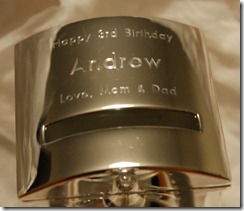 Happy 3rd Birthday
Andrew
Love, Mom & Dad